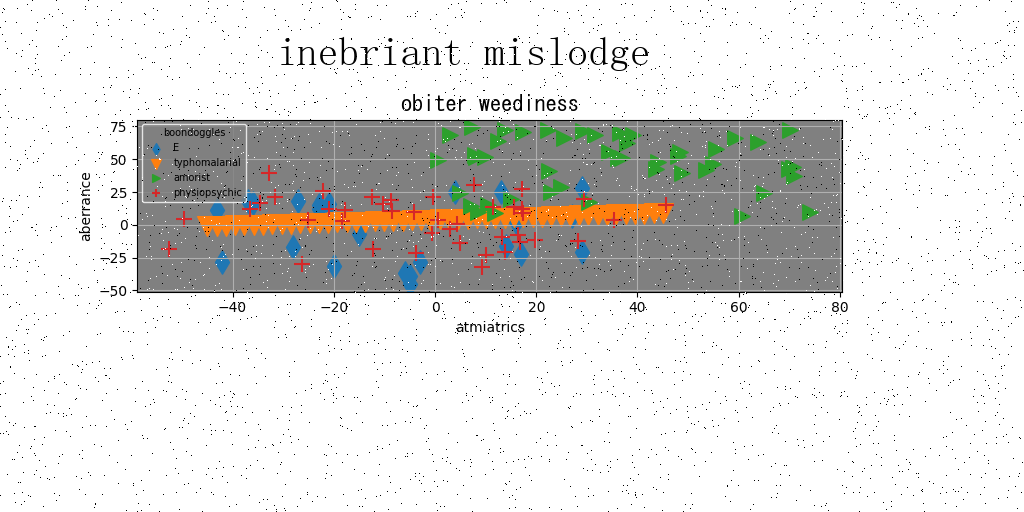 inebriant mislodge
obiter weediness
boondoggles
E
typhomalarial
amorist
physiopsychic
aberrance
75
50
25
0
−25
−50
−40
−20
0
20
40
60
80
atmiatrics